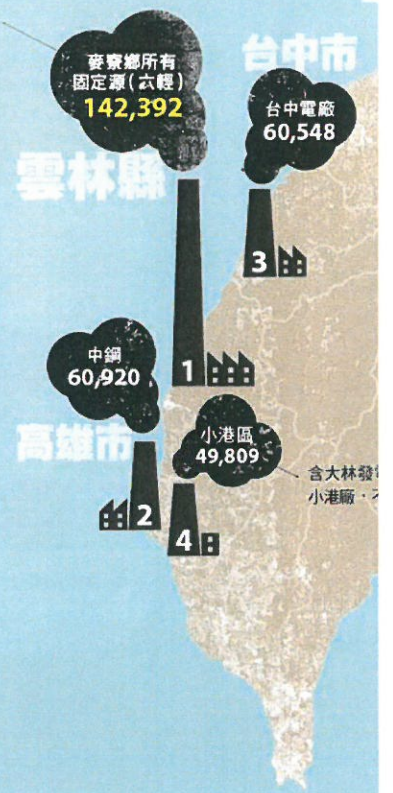 麥寮鄉所有
固定源(六輕)
142,392
台中市
台中電廠
60,548
雲林縣
3
1
中鋼
60,920
高雄市
小港區
49,809
含大林發
小港廠,
2
4